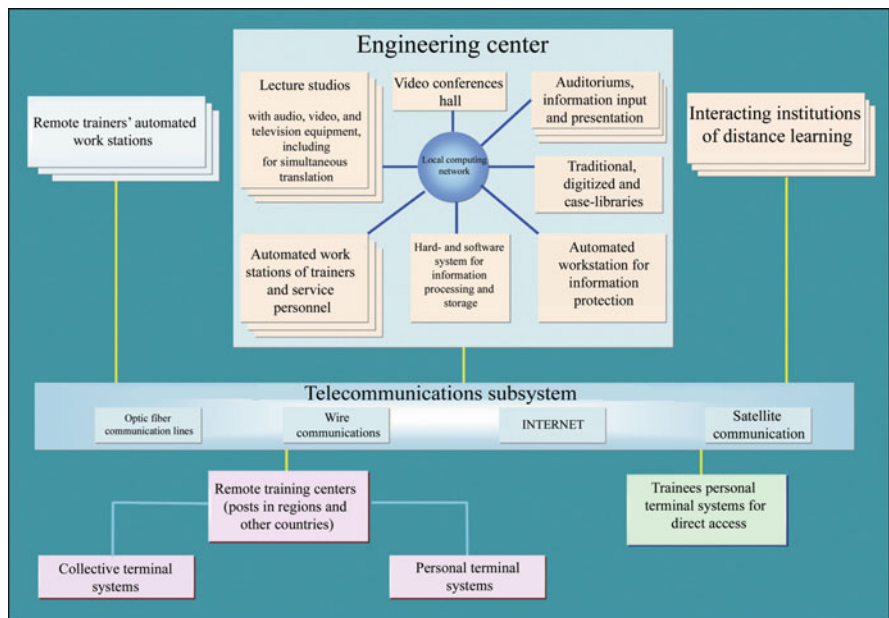 Engineering center
Remote trainers' automated
work stations
Lecture studios
with audio, video, and
television equipment,
including
for simultaneous
translation
Video conferences
hall
Auditoriums,
information input
and presentation
Interacting institutions
of distance learning
Local computing
network
Traditional,
digitized and
case-libraries
Automated work
stations of trainers
and service
personnel
Hard- and software
system for
information
processing and
storage
Automated
workstation for
information
protection
Telecommunications subsystem
Optic fiber
communication lines
Wire
communications
INTERNET
Satellite
communication
Remote training centers
(posts in regions and
other countries)
Trainees personal
terminal systems for
direct access
Collective terminal
systems
Personal terminal
systems